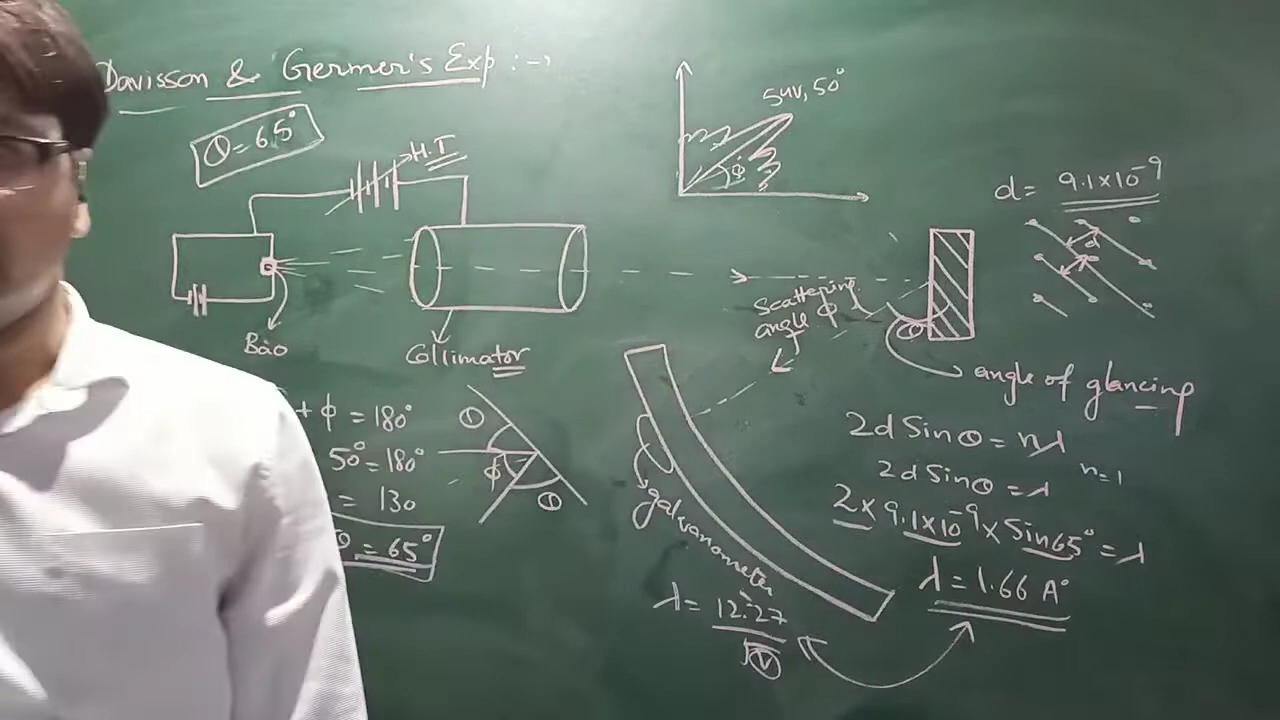 Davisson & Germer's Exp :-
θ = 65°
H.T
54V, 50°
φ
d = 9.1×10⁻⁹
d
Scattering
angle φ
θ
Bao
Collimator
angle of glancing
+ φ = 180°
50° = 180°
= 130
θ = 65°
θ
φ
θ
galvanometer
2d Sinθ = nλ
2d Sinθ = λ n=1
2 × 9.1×10⁻⁹ × Sin65° = λ
λ = 1.66 A°
λ = 12.27
√V